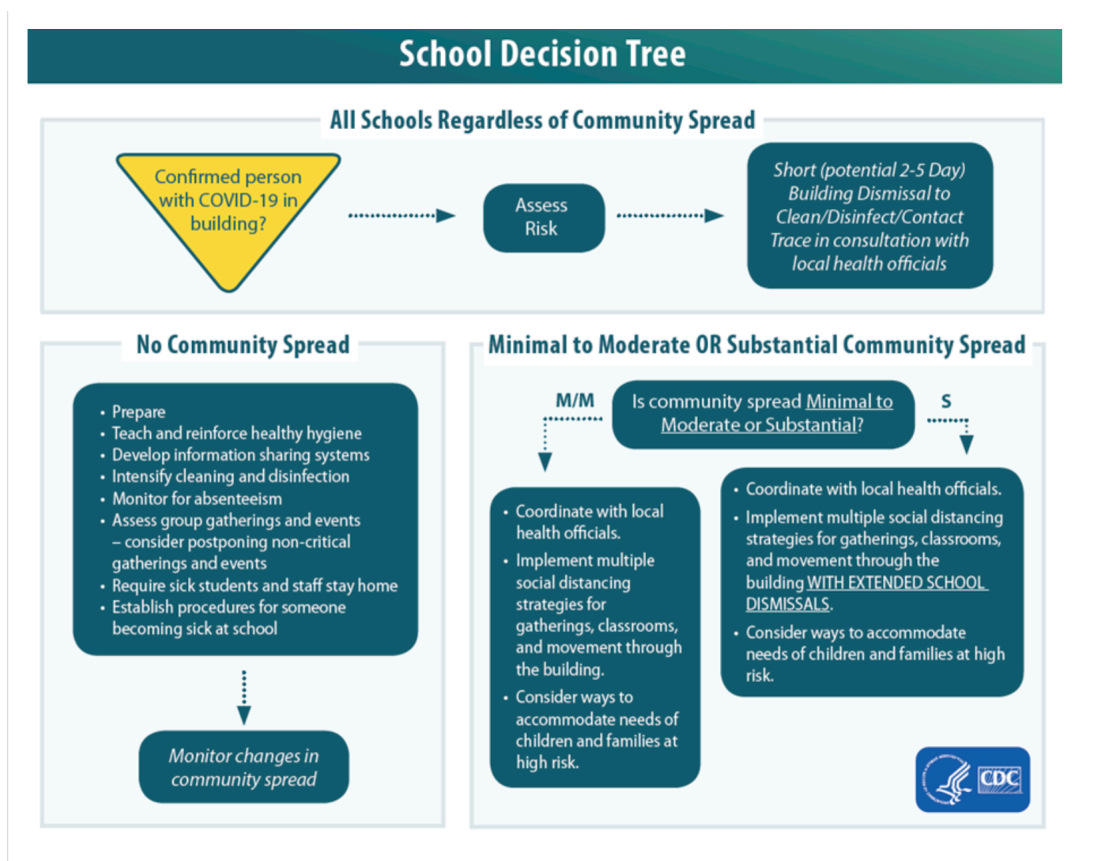 School Decision Tree
All Schools Regardless of Community Spread
Confirmed person
with COVID-19 in
building?
Assess
Risk
Short (potential 2-5 Day)
Building Dismissal to
Clean/Disinfect/Contact
Trace in consultation with
local health officials
No Community Spread
• Prepare
• Teach and reinforce healthy hygiene
• Develop information sharing systems
• Intensify cleaning and disinfection
• Monitor for absenteeism
• Assess group gatherings and events
– consider postponing non-critical
gatherings and events
• Require sick students and staff stay home
• Establish procedures for someone
becoming sick at school
Monitor changes in
community spread
Minimal to Moderate OR Substantial Community Spread
Is community spread Minimal to
Moderate or Substantial?
M/M
• Coordinate with local
health officials.
• Implement multiple
social distancing
strategies for
gatherings, classrooms,
and movement through
the building.
• Consider ways to
accommodate needs of
children and families at
high risk.
S
• Coordinate with local health officials.
• Implement multiple social distancing
strategies for gatherings, classrooms,
and movement through the
building WITH EXTENDED SCHOOL
DISMISSALS.
• Consider ways to accommodate
needs of children and families at high
risk.
CDC